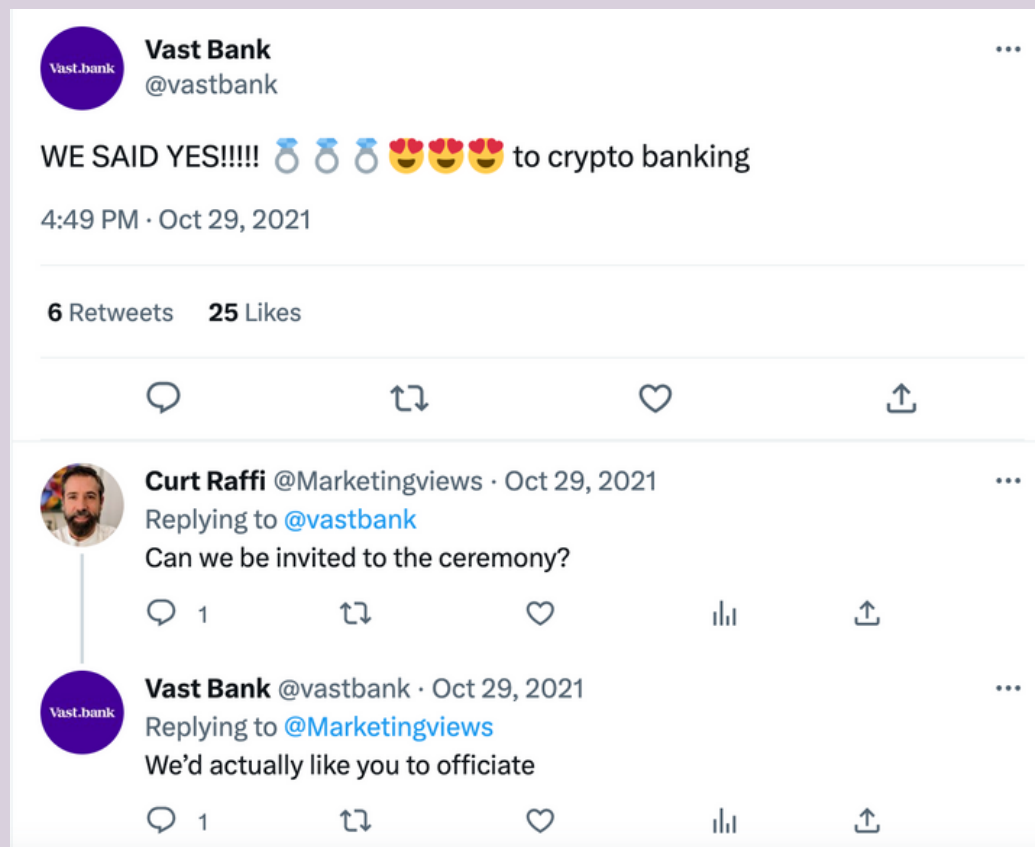 Vast.bank
Vast Bank
@vastbank
WE SAID YES!!!!! 💍 💍 💍 😍😍😍 to crypto banking
4:49 PM · Oct 29, 2021
6 Retweets 25 Likes
Curt Raffi @Marketingviews · Oct 29, 2021
Replying to @vastbank
Can we be invited to the ceremony?
1
Vast.bank
Vast Bank @vastbank · Oct 29, 2021
Replying to @Marketingviews
We’d actually like you to officiate
1